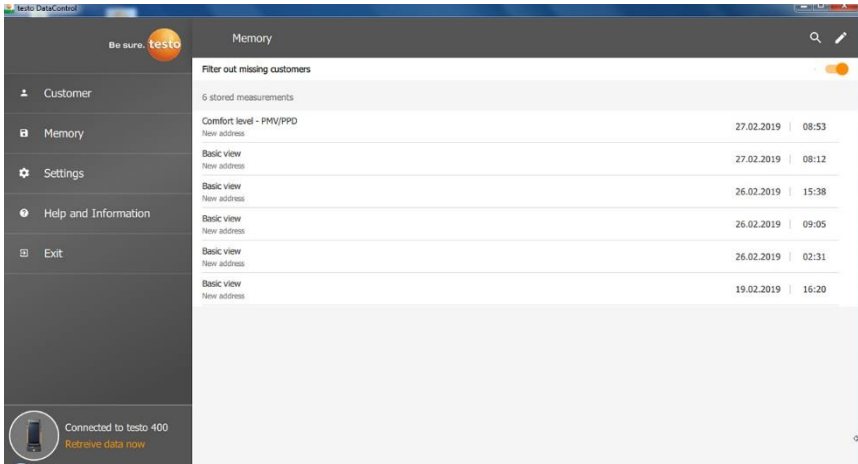 testo DataControl
Be sure. testo
Memory
Filter out missing customers
6 stored measurements
Customer
Memory
Settings
Help and Information
Exit
Comfort level - PMV/PPD
New address
27.02.2019 | 08:53
Basic view
New address
27.02.2019 | 08:12
Basic view
New address
26.02.2019 | 15:38
Basic view
New address
26.02.2019 | 09:05
Basic view
New address
26.02.2019 | 02:31
Basic view
New address
19.02.2019 | 16:20
Connected to testo 400
Retreive data now